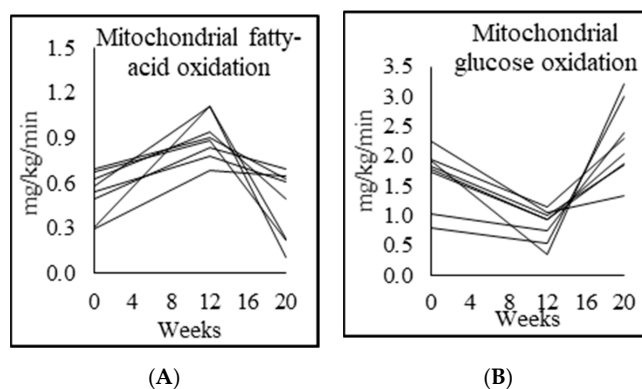 Mitochondrial fatty-
acid oxidation
mg/kg/min
1.5
1.2
0.9
0.6
0.3
0.0
0 4 8 12 16 20
Weeks
(A)
Mitochondrial
glucose oxidation
mg/kg/min
3.5
3.0
2.5
2.0
1.5
1.0
0.5
0.0
0 4 8 12 16 20
Weeks
(B)